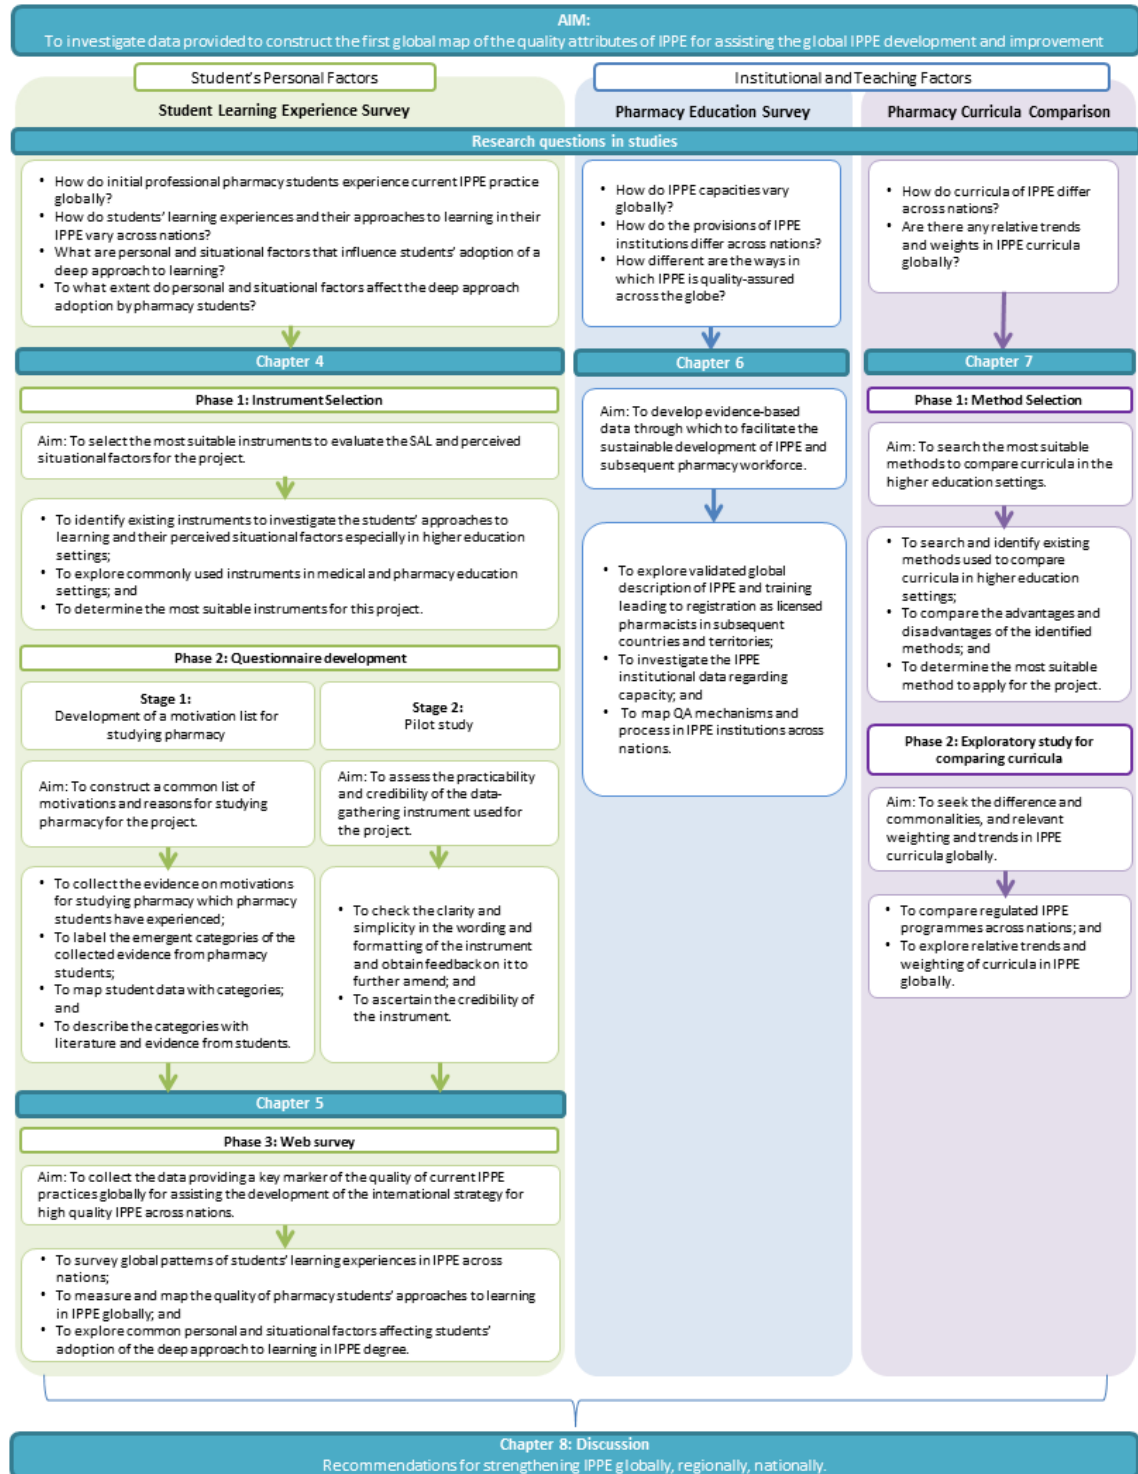 AIM:
To investigate data provided to construct the first global map of the quality attributes of IPPE for assisting the global IPPE development and improvement
Student's Personal Factors
Institutional and Teaching Factors
Student Learning Experience Survey
Pharmacy Education Survey
Pharmacy Curricula Comparison
Research questions in studies
• How do initial professional pharmacy students experience current IPPE practice
globally?
• How do students' learning experiences and their approaches to learning in their
IPPE vary across nations?
• What are personal and situational factors that influence students' adoption of a
deep approach to learning?
• To what extent do personal and situational factors affect the deep approach
adoption by pharmacy students?
• How do IPPE capacities vary
globally?
• How do the provisions of IPPE
institutions differ across nations?
• How different are the ways in
which IPPE is quality-assured
across the globe?
• How do curricula of IPPE differ
across nations?
• Are there any relative trends
and weights in IPPE curricula
globally?
Chapter 4
Phase 1: Instrument Selection
Aim: To select the most suitable instruments to evaluate the SAL and perceived
situational factors for the project.
• To identify existing instruments to investigate the students' approaches to
learning and their perceived situational factors especially in higher education
settings;
• To explore commonly used instruments in medical and pharmacy education
settings; and
• To determine the most suitable instruments for this project.
Phase 2: Questionnaire development
Stage 1:
Development of a motivation list for
studying pharmacy
Stage 2:
Pilot study
Aim: To construct a common list of
motivations and reasons for studying
pharmacy for the project.
Aim: To assess the practicability
and credibility of the data-
gathering instrument used for
the project.
• To collect the evidence on motivations
for studying pharmacy which pharmacy
students have experienced;
• To label the emergent categories of the
collected evidence from pharmacy
students;
• To map student data with categories;
and
• To describe the categories with
literature and evidence from students.
• To check the clarity and
simplicity in the wording and
formatting of the instrument
and obtain feedback on it to
further amend; and
• To ascertain the credibility of
the instrument.
Chapter 5
Phase 3: Web survey
Aim: To collect the data providing a key marker of the quality of current IPPE
practices globally for assisting the development of the international strategy for
high quality IPPE across nations.
• To survey global patterns of students' learning experiences in IPPE across
nations;
• To measure and map the quality of pharmacy students' approaches to learning
in IPPE globally; and
• To explore common personal and situational factors affecting students'
adoption of the deep approach to learning in IPPE degree.
Chapter 6
Aim: To develop evidence-based
data through which to facilitate the
sustainable development of IPPE and
subsequent pharmacy workforce.
• To explore validated global
description of IPPE and training
leading to registration as licensed
pharmacists in subsequent
countries and territories;
• To investigate the IPPE
institutional data regarding
capacity; and
• To map QA mechanisms and
process in IPPE institutions across
nations.
Chapter 7
Phase 1: Method Selection
Aim: To search the most suitable
methods to compare curricula in the
higher education settings.
• To search and identify existing
methods used to compare
curricula in higher education
settings;
• To compare the advantages and
disadvantages of the identified
methods; and
• To determine the most suitable
method to apply for the project.
Phase 2: Exploratory study for
comparing curricula
Aim: To seek the difference and
commonalities, and relevant
weighting and trends in IPPE
curricula globally.
• To compare regulated IPPE
programmes across nations; and
• To explore relative trends and
weighting of curricula in IPPE
globally.
Chapter 8: Discussion
Recommendations for strengthening IPPE globally, regionally, nationally.